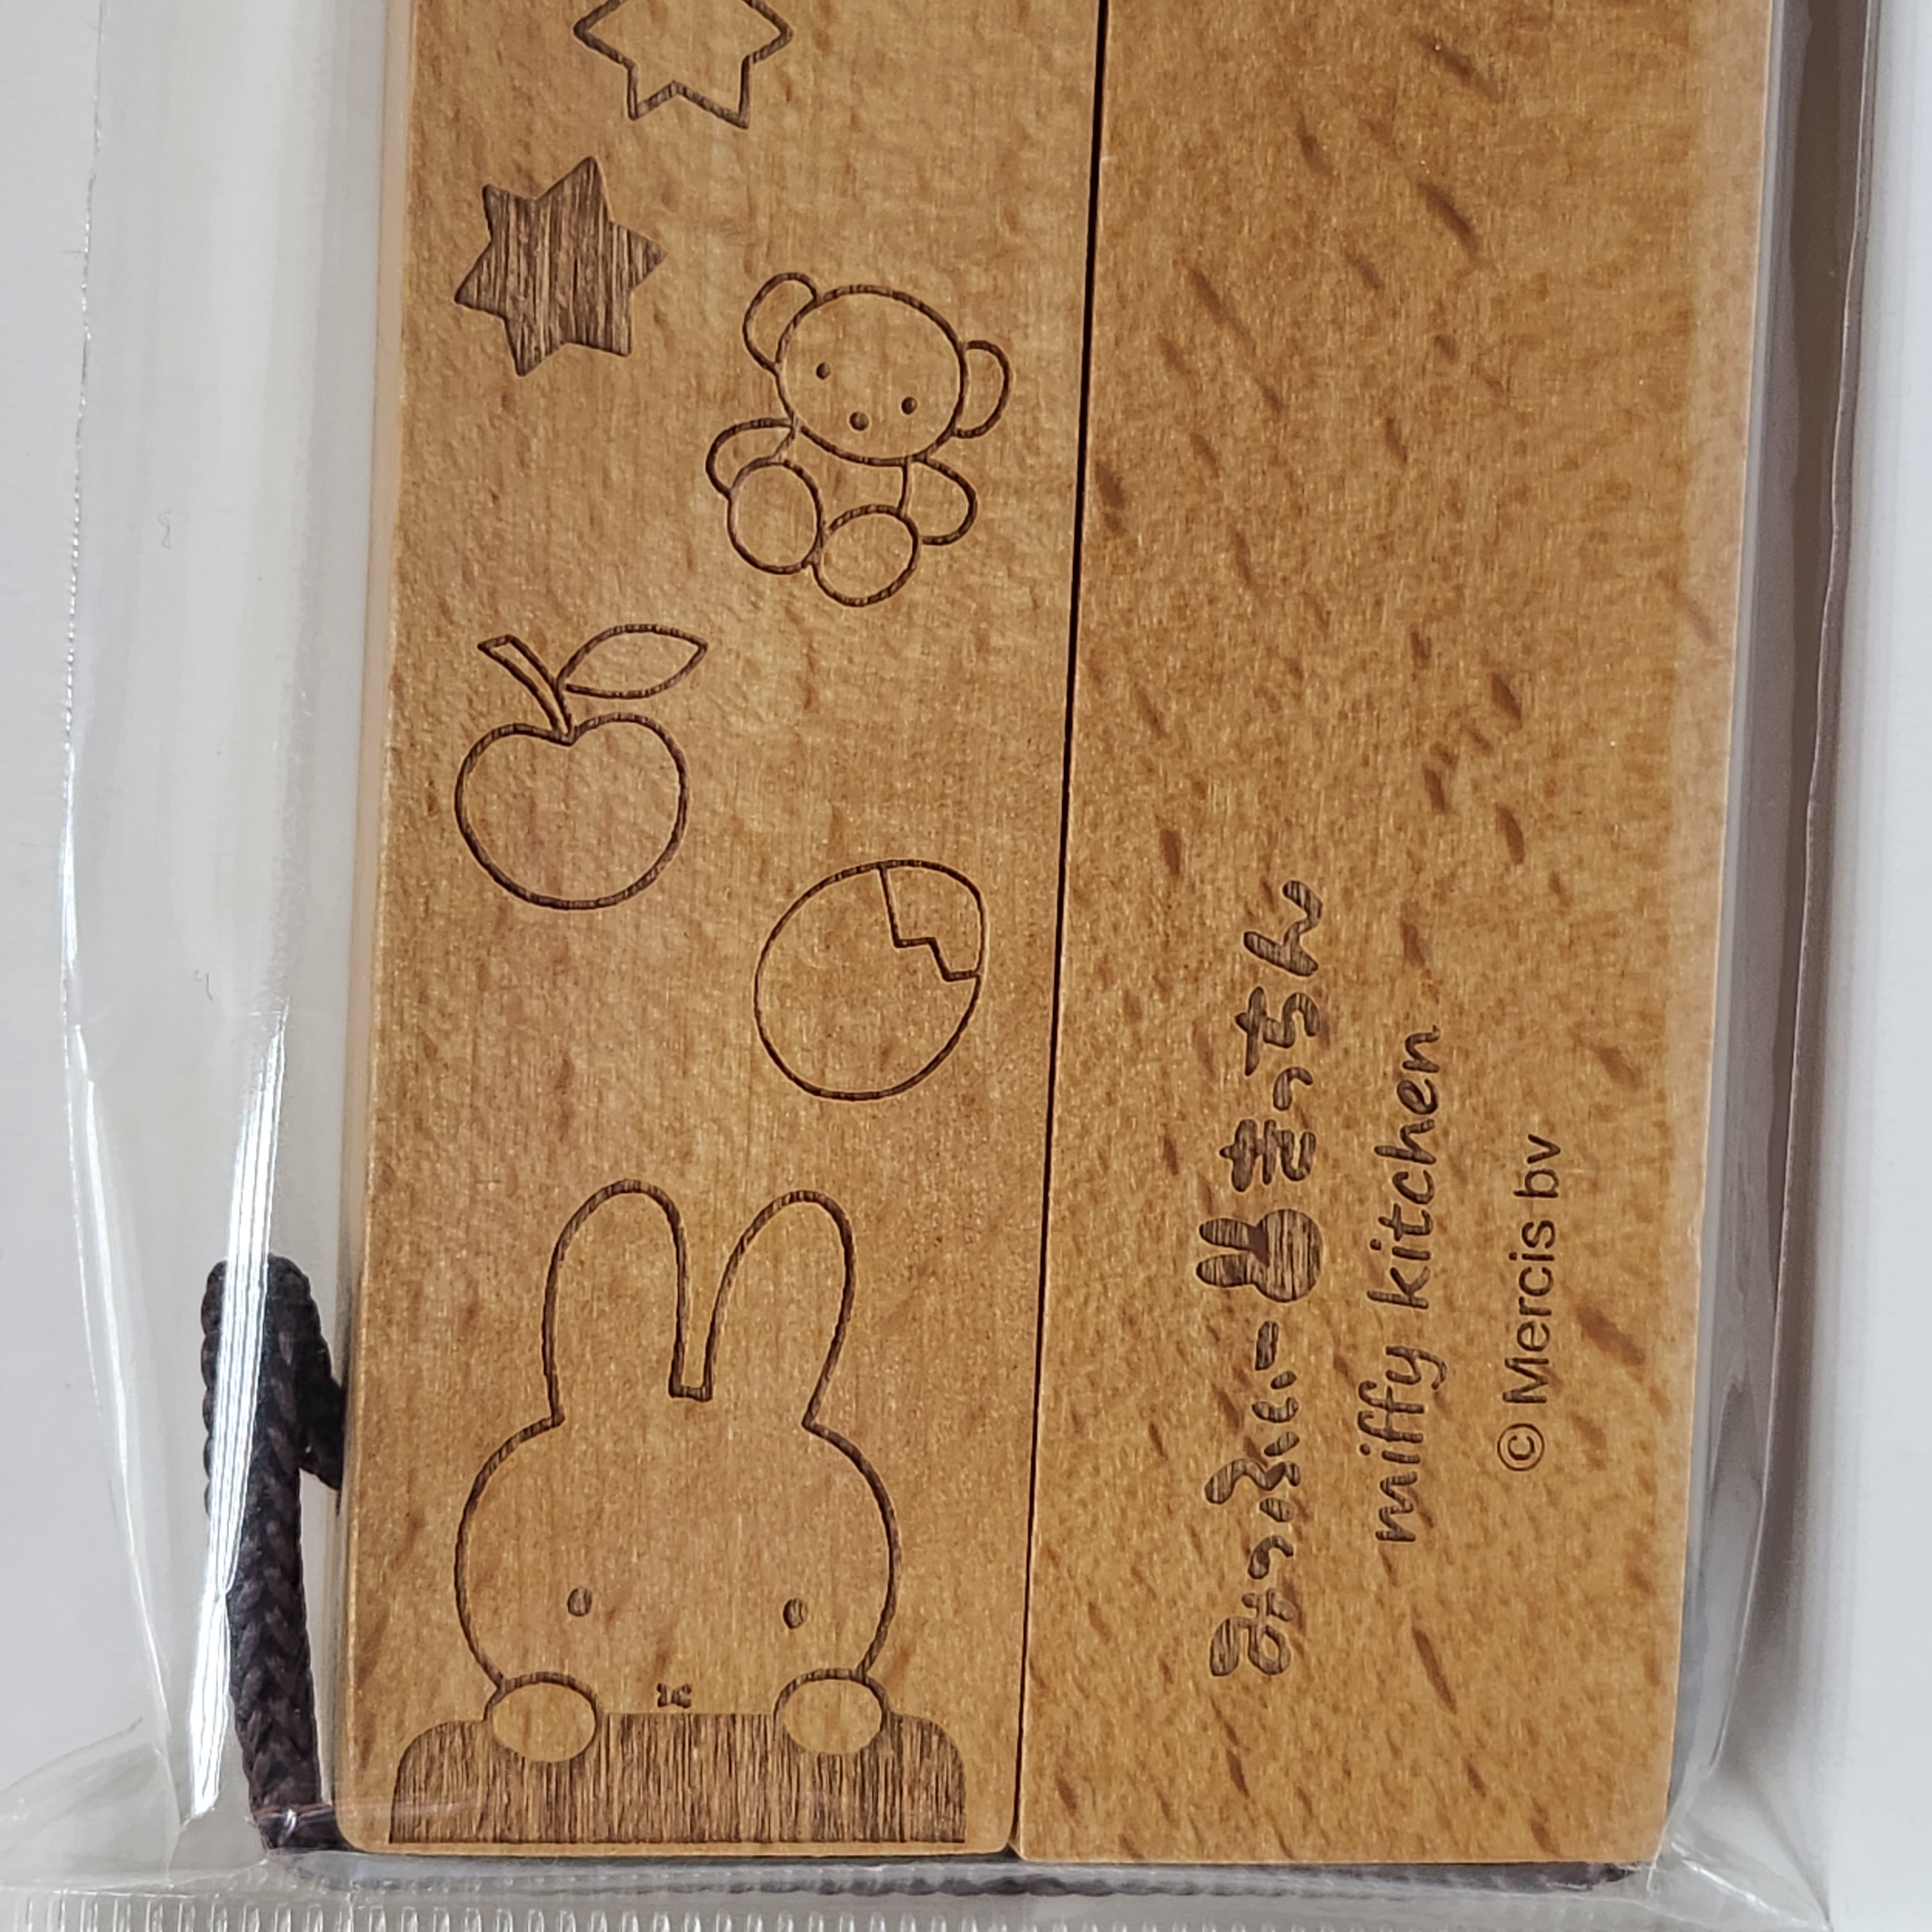 みっふぃーきっちん
miffy kitchen
© Mercis bv